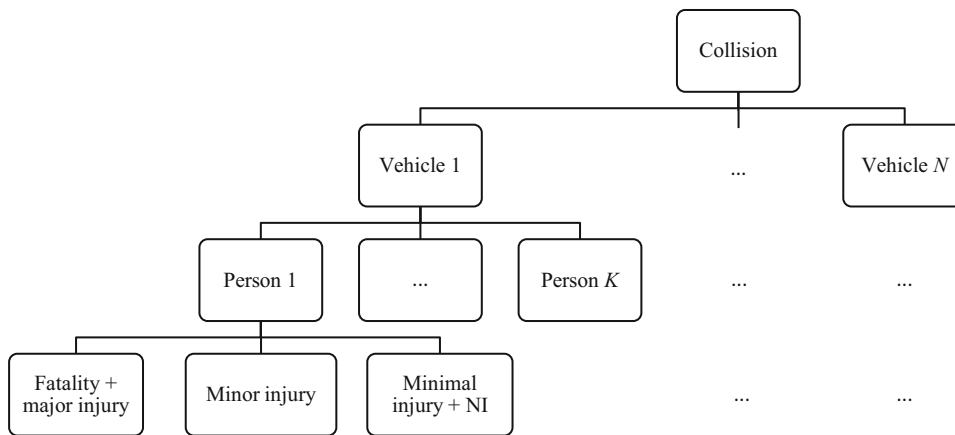 Collision
Vehicle 1
...
Vehicle N
Person 1
...
Person K
...
...
Fatality +
major injury
Minor injury
Minimal
injury + NI
...
...